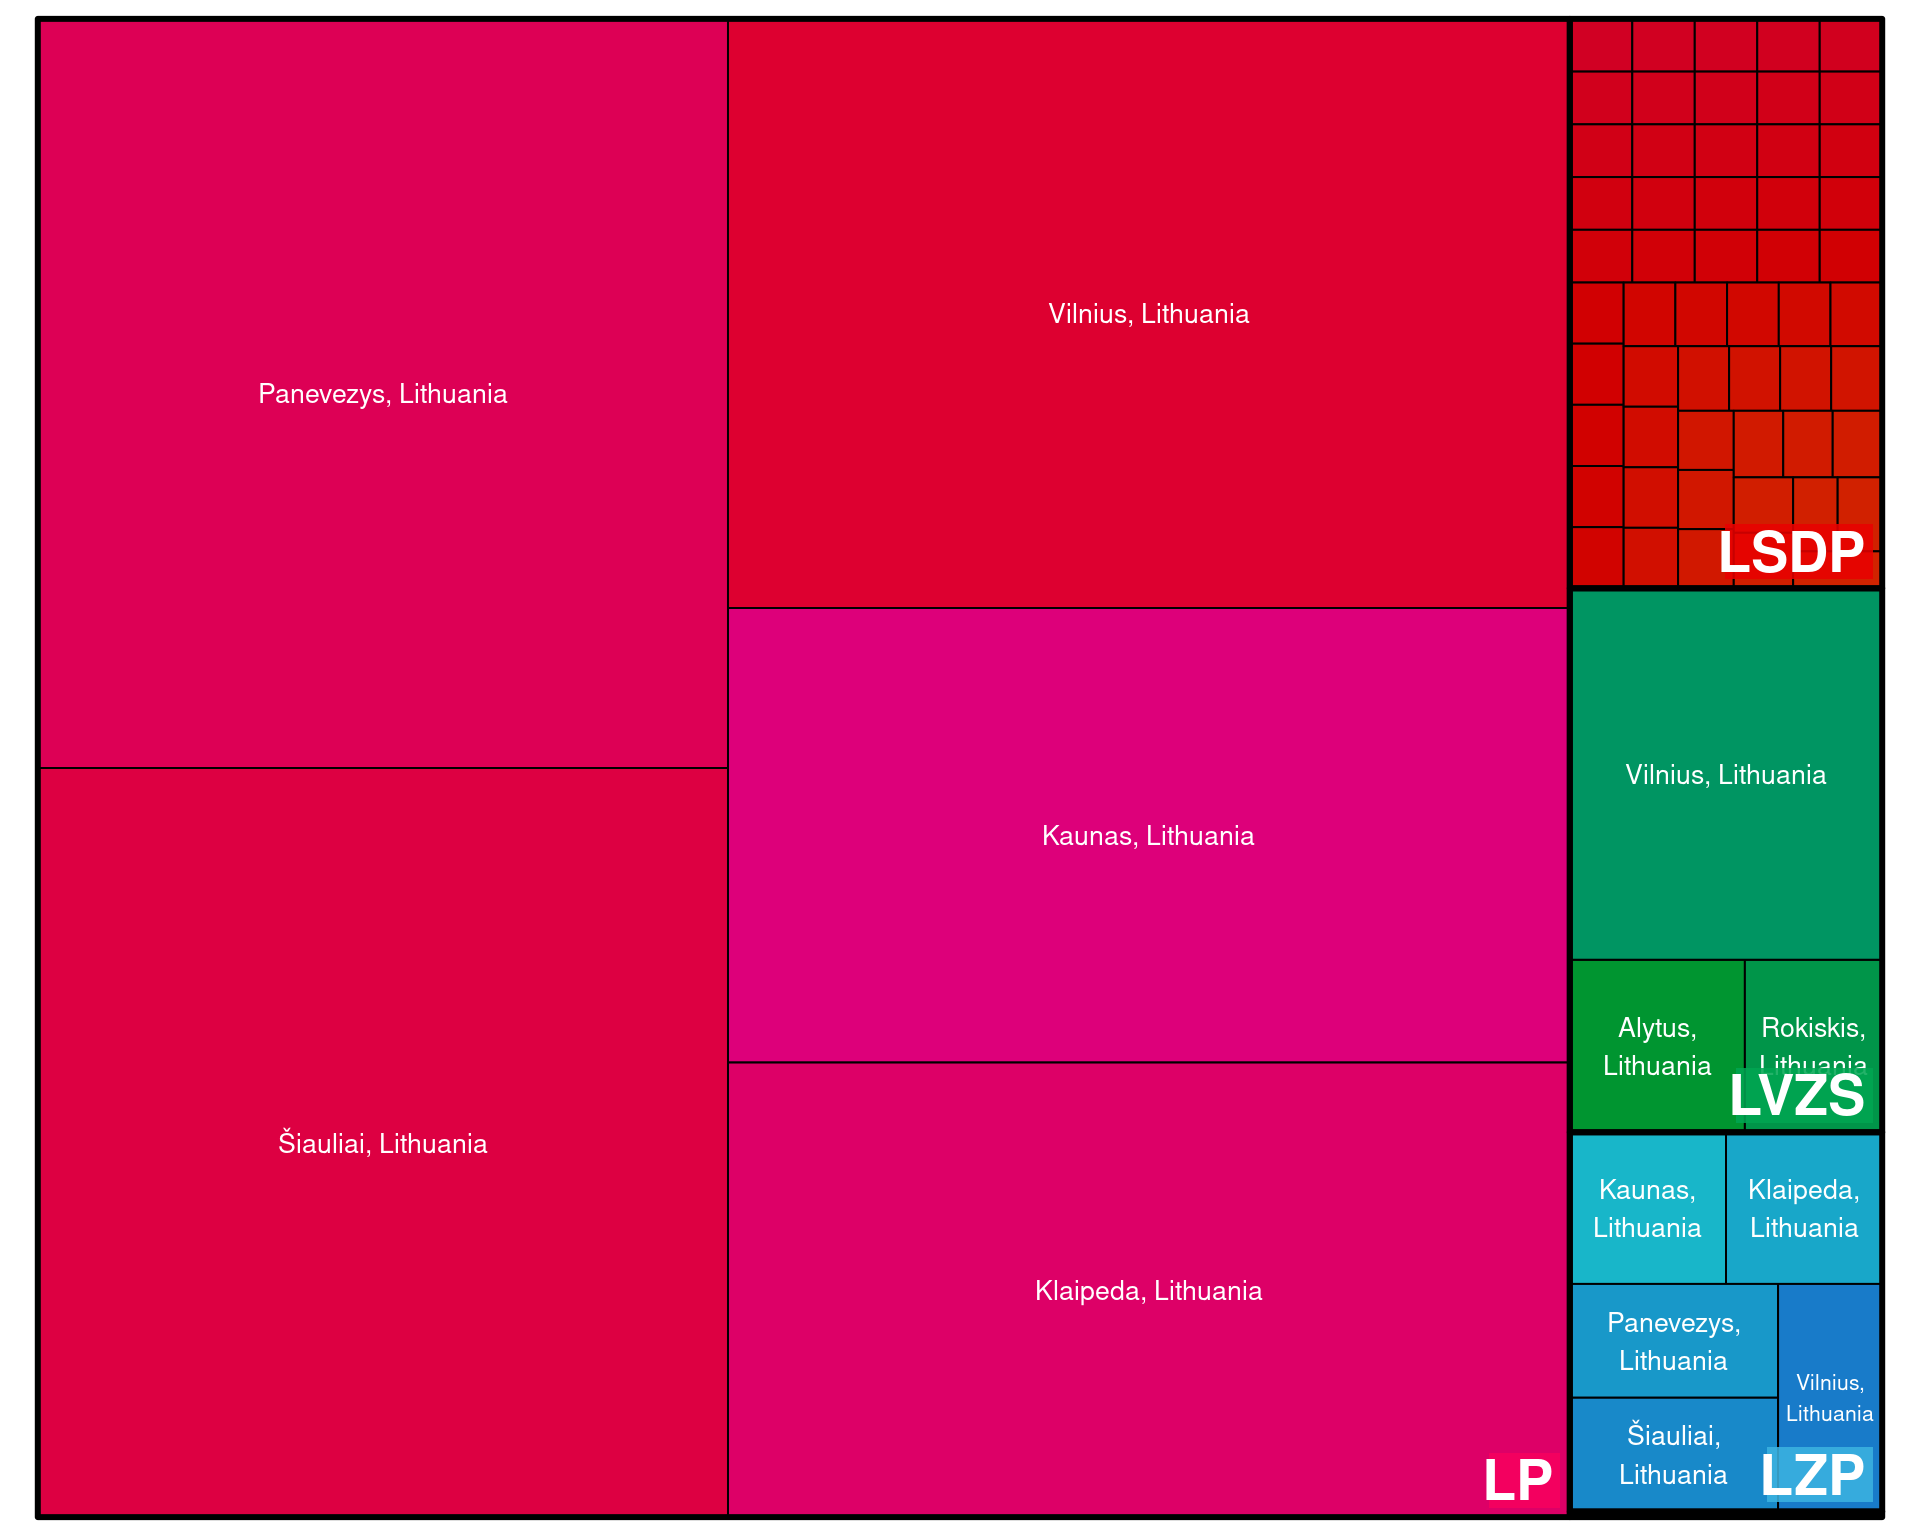 Panevezys, Lithuania
Šiauliai, Lithuania
Vilnius, Lithuania
Kaunas, Lithuania
Klaipeda, Lithuania
LP
LSDP
Vilnius, Lithuania
Alytus,
Lithuania
Rokiskis,
Lithuania
LVZS
Kaunas,
Lithuania
Klaipeda,
Lithuania
Panevezys,
Lithuania
Šiauliai,
Lithuania
Vilnius,
Lithuania
LZP